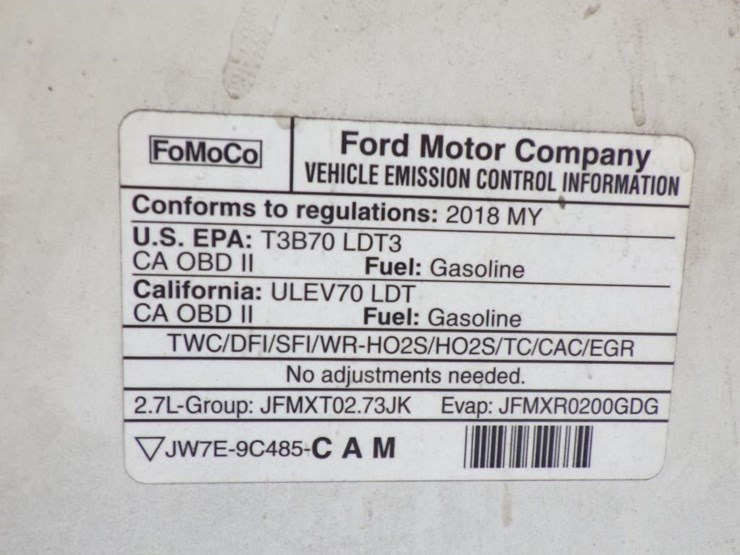 FoMoCo
Ford Motor Company
VEHICLE EMISSION CONTROL INFORMATION
Conforms to regulations: 2018 MY
U.S. EPA: T3B70 LDT3
CA OBD II Fuel: Gasoline
California: ULEV70 LDT
CA OBD II Fuel: Gasoline
TWC/DFI/SFI/WR-HO2S/HO2S/TC/CAC/EGR
No adjustments needed.
2.7L-Group: JFMXT02.73JK Evap: JFMXR0200GDG
▽JW7E-9C485-C A M